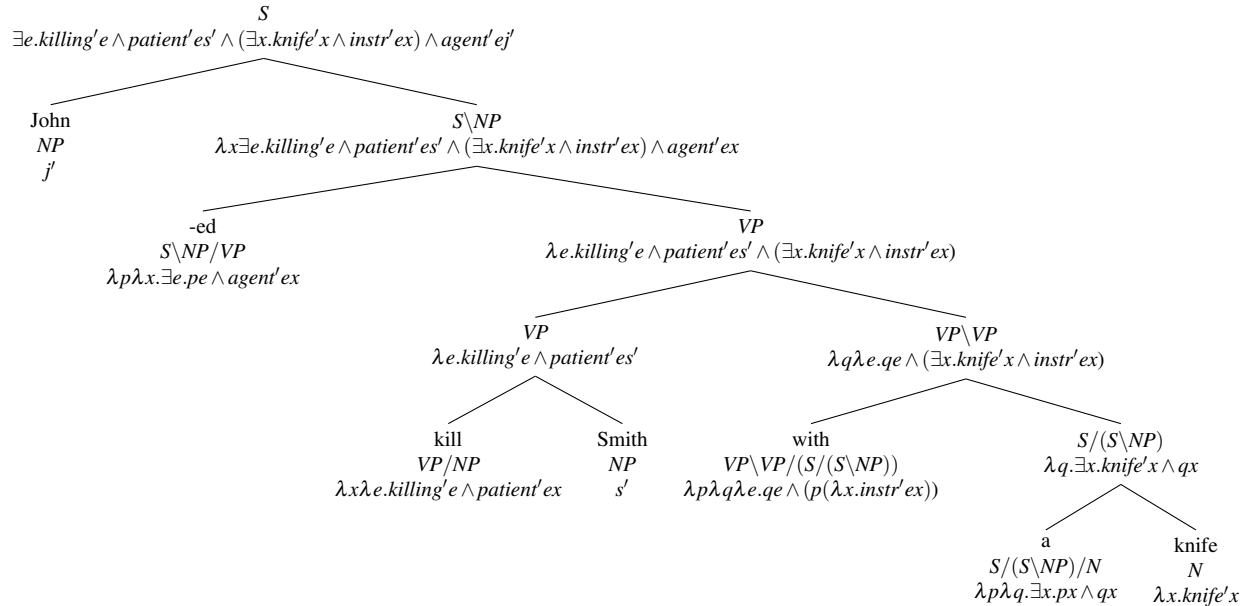 S
∃e.killing′e ∧ patient′es′ ∧ (∃x.knife′x ∧ instr′ex) ∧ agent′ej′
John
NP
j′
S\NP
λx∃e.killing′e ∧ patient′es′ ∧ (∃x.knife′x ∧ instr′ex) ∧ agent′ex
-ed
S\NP/VP
λpλx.∃e.pe ∧ agent′ex
VP
λe.killing′e ∧ patient′es′ ∧ (∃x.knife′x ∧ instr′ex)
VP
λe.killing′e ∧ patient′es′
VP\VP
λqλe.qe ∧ (∃x.knife′x ∧ instr′ex)
kill
VP/NP
λxλe.killing′e ∧ patient′ex
Smith
NP
s′
with
VP\VP/(S/(S\NP))
λpλqλe.qe ∧ (p(λx.instr′ex))
S/(S\NP)
λq.∃x.knife′x ∧ qx
a
S/(S\NP)/N
λpλq.∃x.px ∧ qx
knife
N
λx.knife′x